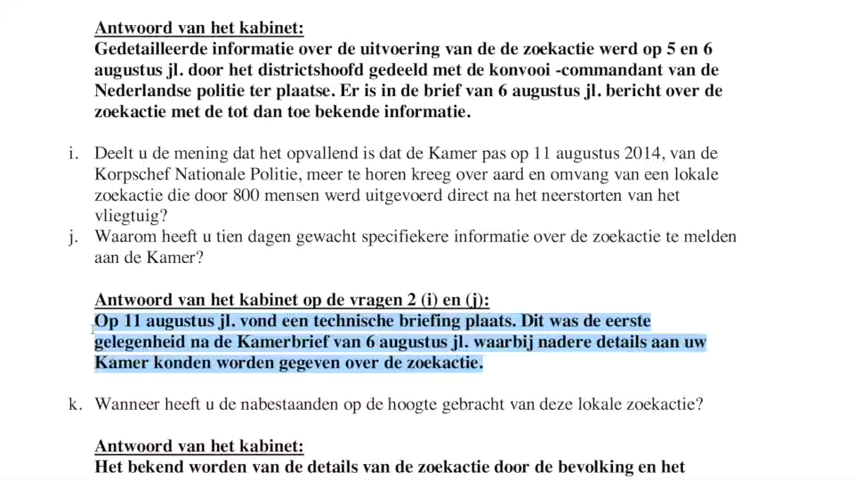 Antwoord van het kabinet:
Gedetailleerde informatie over de uitvoering van de de zoekactie werd op 5 en 6
augustus jl. door het districtshoofd gedeeld met de konvooi -commandant van de
Nederlandse politie ter plaatse. Er is in de brief van 6 augustus jl. bericht over de
zoekactie met de tot dan toe bekende informatie.
i. Deelt u de mening dat het opvallend is dat de Kamer pas op 11 augustus 2014, van de
Korpschef Nationale Politie, meer te horen kreeg over aard en omvang van een lokale
zoekactie die door 800 mensen werd uitgevoerd direct na het neerstorten van het
vliegtuig?
j. Waarom heeft u tien dagen gewacht specifiekere informatie over de zoekactie te melden
aan de Kamer?
Antwoord van het kabinet op de vragen 2 (i) en (j):
Op 11 augustus jl. vond een technische briefing plaats. Dit was de eerste
gelegenheid na de Kamerbrief van 6 augustus jl. waarbij nadere details aan uw
Kamer konden worden gegeven over de zoekactie.
k. Wanneer heeft u de nabestaanden op de hoogte gebracht van deze lokale zoekactie?
Antwoord van het kabinet:
Het bekend worden van de details van de zoekactie door de bevolking en het